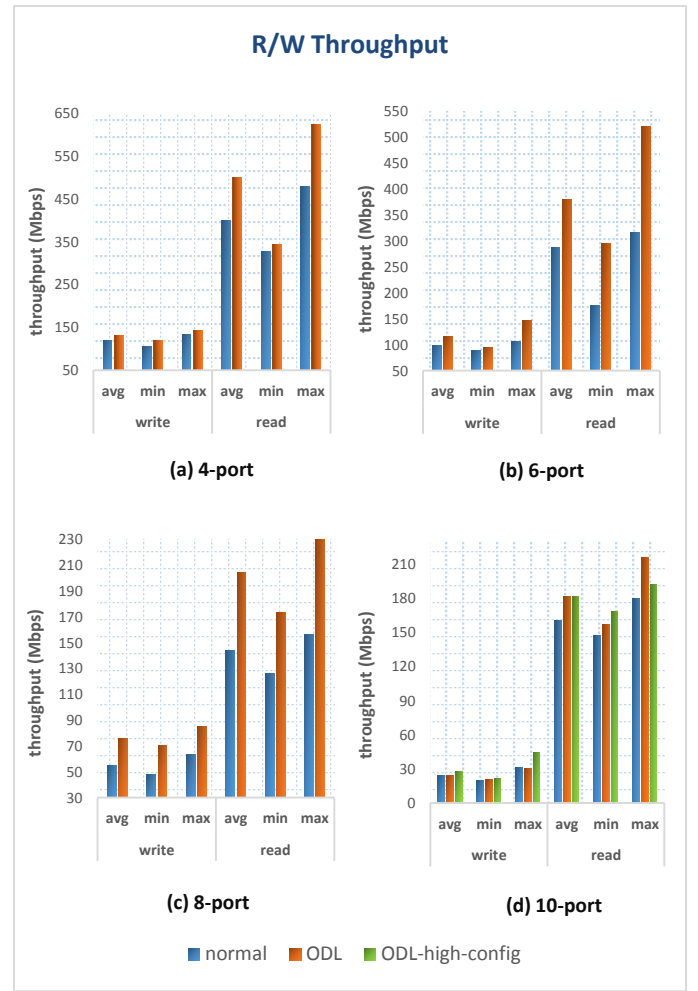 R/W Throughput
throughput (Mbps)
650
550
450
350
250
150
50
avg min max avg min max
write read
(a) 4-port
throughput (Mbps)
550
500
450
400
350
300
250
200
150
100
50
avg min max avg min max
write read
(b) 6-port
throughput (Mbps)
230
210
190
170
150
130
110
90
70
50
30
avg min max avg min max
write read
(c) 8-port
throughput (Mbps)
210
180
150
120
90
60
30
0
avg min max avg min max
write read
(d) 10-port
normal ODL ODL-high-config